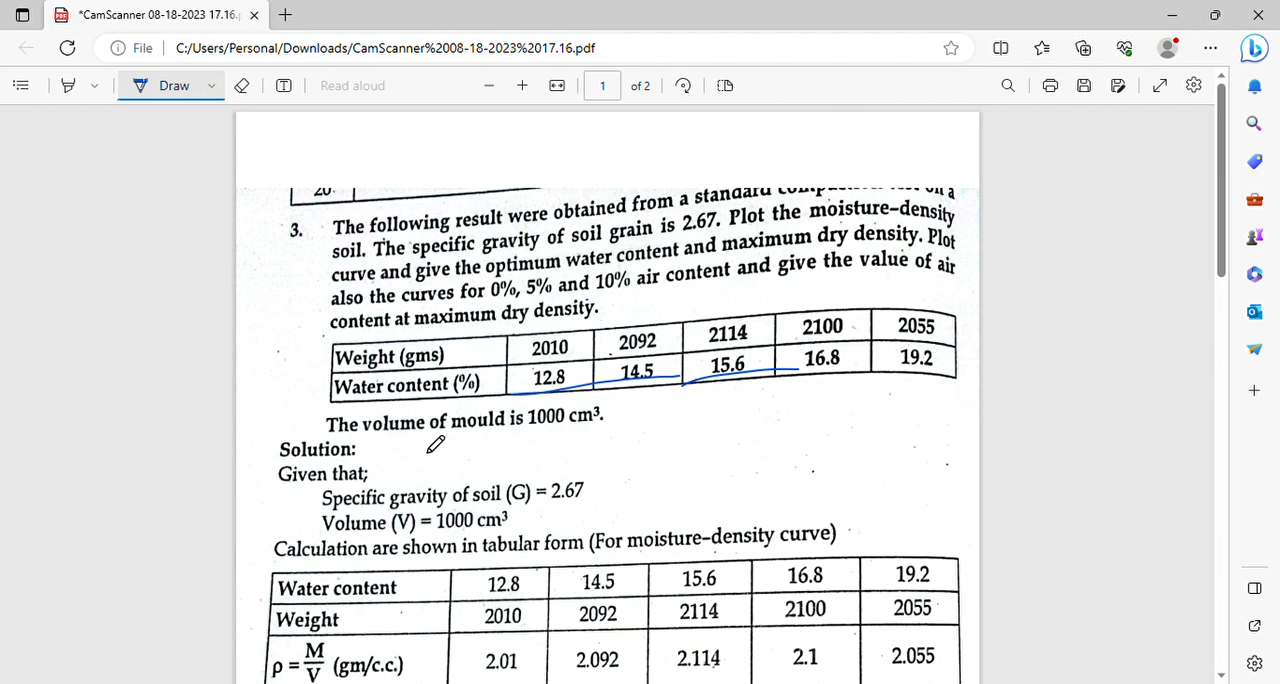 *CamScanner 08-18-2023 17.16.p
File C:/Users/Personal/Downloads/CamScanner%2008-18-2023%2017.16.pdf
Draw Read aloud 1 of 2
20
3. The following result were obtained from a standard on a
soil. The specific gravity of soil grain is 2.67. Plot the moisture-density
curve and give the optimum water content and maximum dry density. Plot
also the curves for 0%, 5% and 10% air content and give the value of air
content at maximum dry density.
Weight (gms) 2010 2092 2114 2100 2055
Water content (%) 12.8 14.5 15.6 16.8 19.2
The volume of mould is 1000 cm³.
Solution:
Given that;
Specific gravity of soil (G) = 2.67
Volume (V) = 1000 cm³
Calculation are shown in tabular form (For moisture-density curve)
Water content 12.8 14.5 15.6 16.8 19.2
Weight 2010 2092 2114 2100 2055
ρ = M/V (gm/c.c.) 2.01 2.092 2.114 2.1 2.055